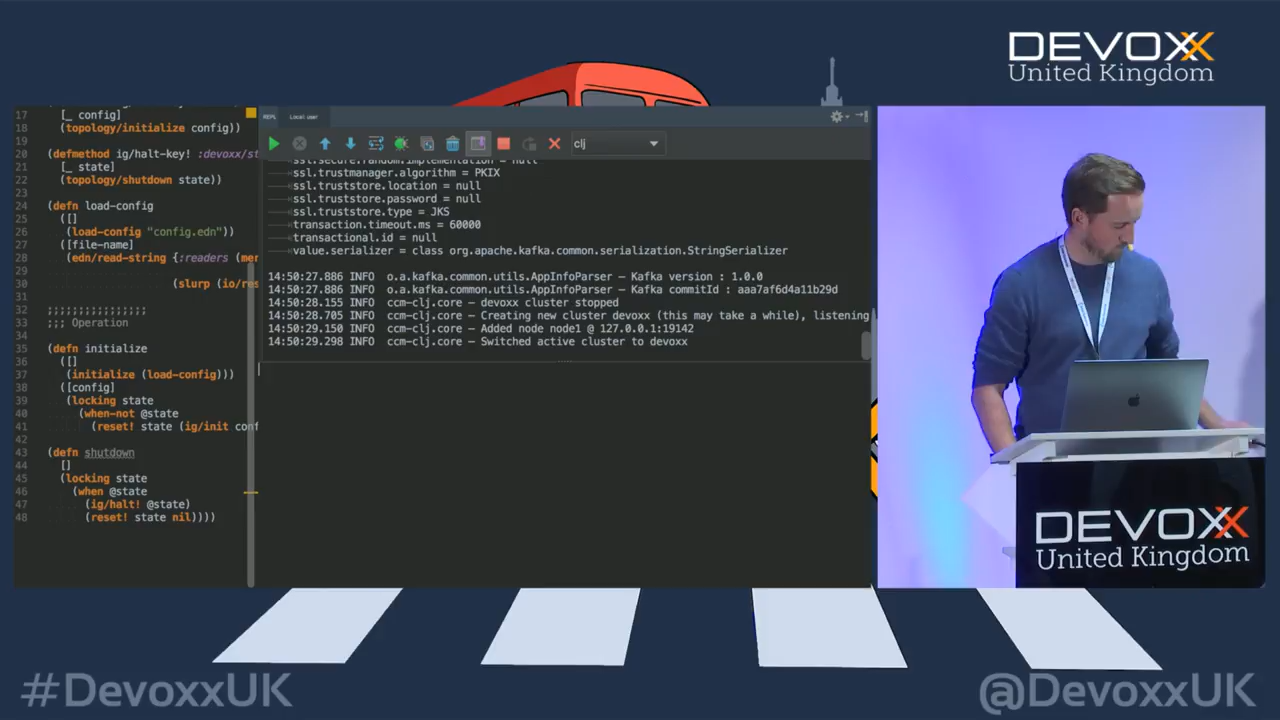 DEVOXX
United Kingdom
17 [_ config]
18 (topology/initialize config))
19
20 (defmethod ig/halt-key! :devoxx/st
21 [_ state]
22 (topology/shutdown state))
23
24 (defn load-config
25 ([]
26 (load-config "config.edn"))
27 ([file-name]
28 (edn/read-string {:readers (mer
29
30 (slurp (io/res
31
32 ;;;;;;;;;;;;;;;;
33 ;;; Operation
34
35 (defn initialize
36 ([]
37 (initialize (load-config)))
38 ([config]
39 (locking state
40 (when-not @state
41 (reset! state (ig/init conf
42
43 (defn shutdown
44 []
45 (locking state
46 (when @state
47 (ig/halt! @state)
48 (reset! state nil))))
REPL Local: user
clj
ssl.secure.random.implementation = null
ssl.trustmanager.algorithm = PKIX
ssl.truststore.location = null
ssl.truststore.password = null
ssl.truststore.type = JKS
transaction.timeout.ms = 60000
transactional.id = null
value.serializer = class org.apache.kafka.common.serialization.StringSerializer
14:50:27.886 INFO o.a.kafka.common.utils.AppInfoParser – Kafka version : 1.0.0
14:50:27.886 INFO o.a.kafka.common.utils.AppInfoParser – Kafka commitId : aaa7af6d4a11b29d
14:50:28.155 INFO ccm-clj.core – devoxx cluster stopped
14:50:28.705 INFO ccm-clj.core – Creating new cluster devoxx (this may take a while), listening
14:50:29.150 INFO ccm-clj.core – Added node node1 @ 127.0.0.1:19142
14:50:29.298 INFO ccm-clj.core – Switched active cluster to devoxx
DEVOXX
United Kingdom
#DevoxxUK
@DevoxxUK